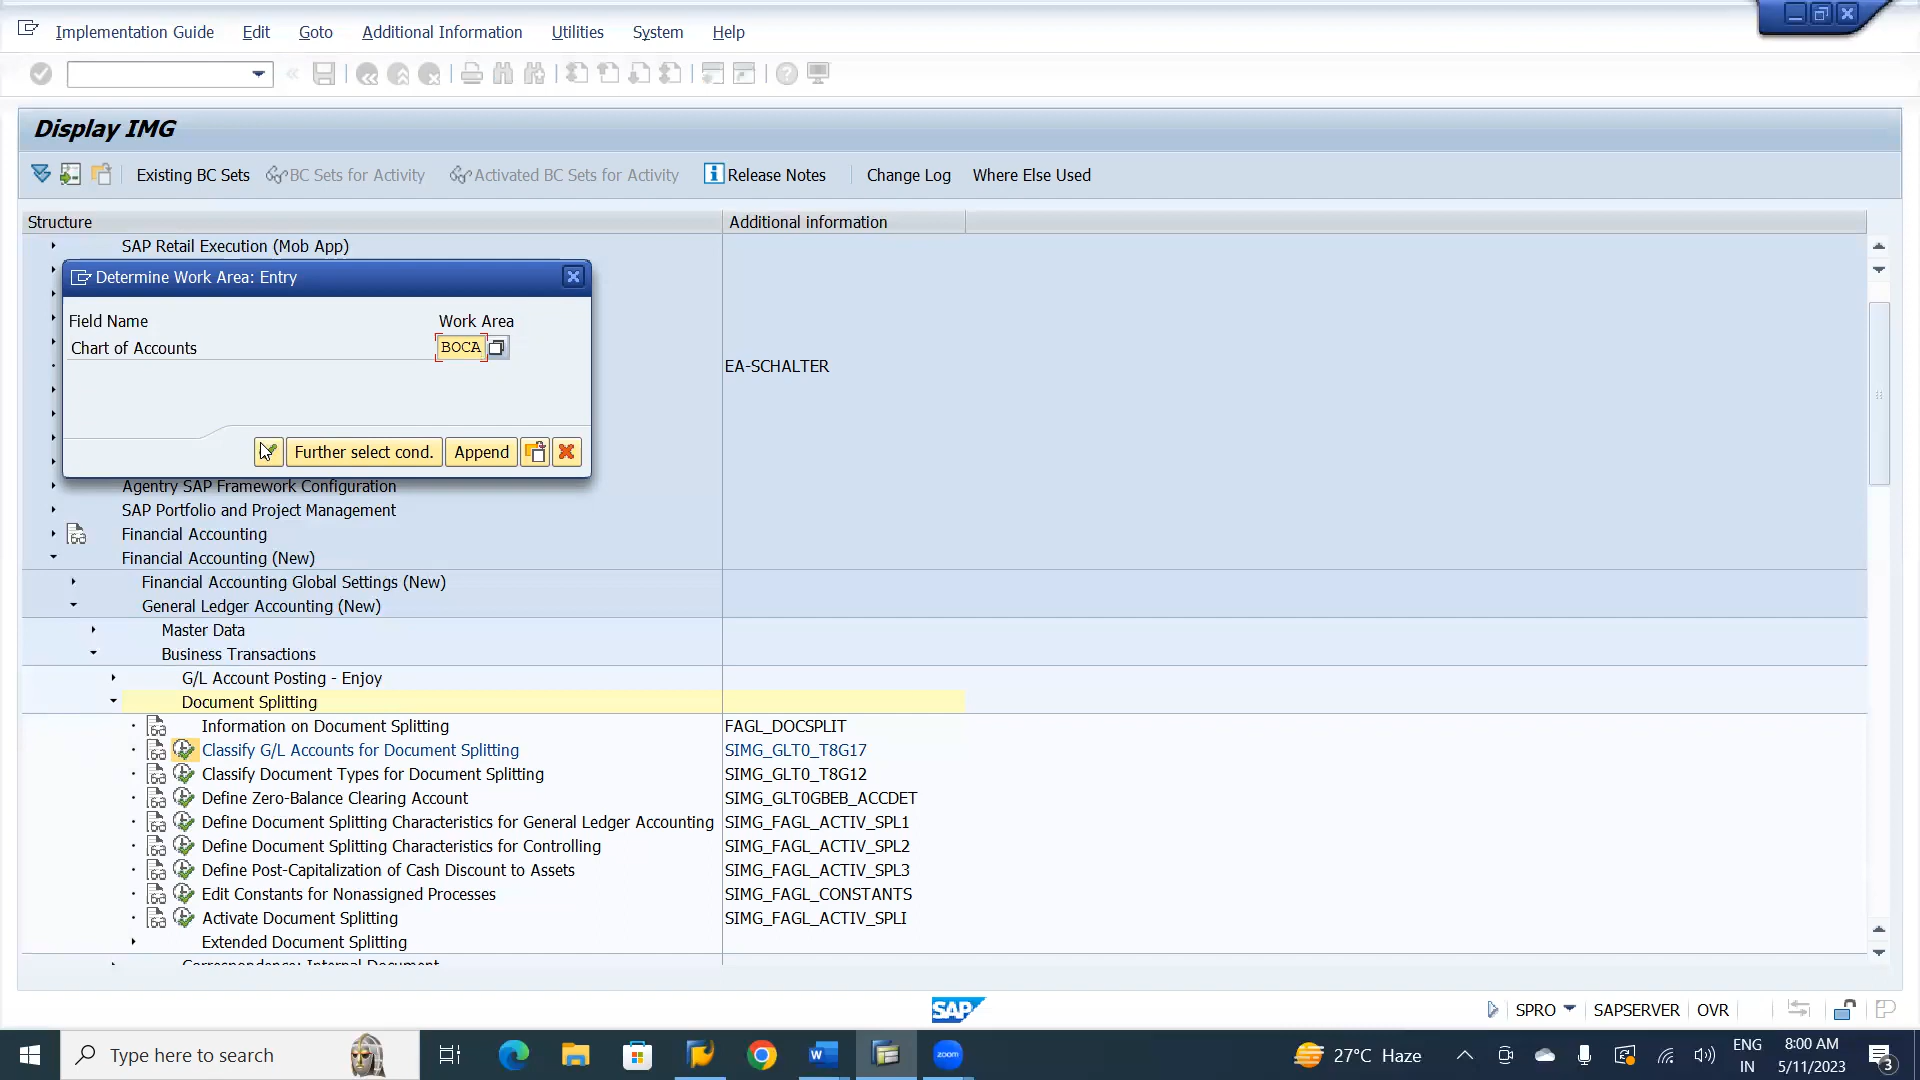 Implementation Guide Edit Goto Additional Information Utilities System Help
Display IMG
Existing BC Sets BC Sets for Activity Activated BC Sets for Activity Release Notes Change Log Where Else Used
Structure Additional information
SAP Retail Execution (Mob App)
Determine Work Area: Entry
Field Name Work Area
Chart of Accounts BOCA
EA-SCHALTER
Further select cond. Append
Agentry SAP Framework Configuration
SAP Portfolio and Project Management
Financial Accounting
Financial Accounting (New)
Financial Accounting Global Settings (New)
General Ledger Accounting (New)
Master Data
Business Transactions
G/L Account Posting - Enjoy
Document Splitting
Information on Document Splitting FAGL_DOCSPLIT
Classify G/L Accounts for Document Splitting SIMG_GLT0_T8G17
Classify Document Types for Document Splitting SIMG_GLT0_T8G12
Define Zero-Balance Clearing Account SIMG_GLT0GBEB_ACCDET
Define Document Splitting Characteristics for General Ledger Accounting SIMG_FAGL_ACTIV_SPL1
Define Document Splitting Characteristics for Controlling SIMG_FAGL_ACTIV_SPL2
Define Post-Capitalization of Cash Discount to Assets SIMG_FAGL_ACTIV_SPL3
Edit Constants for Nonassigned Processes SIMG_FAGL_CONSTANTS
Activate Document Splitting SIMG_FAGL_ACTIV_SPLI
Extended Document Splitting
Correspondence: Internal Document
SAP SPRO SAPSERVER OVR
Type here to search zoom 27°C Haze ENG 8:00 AM
IN 5/11/2023 3